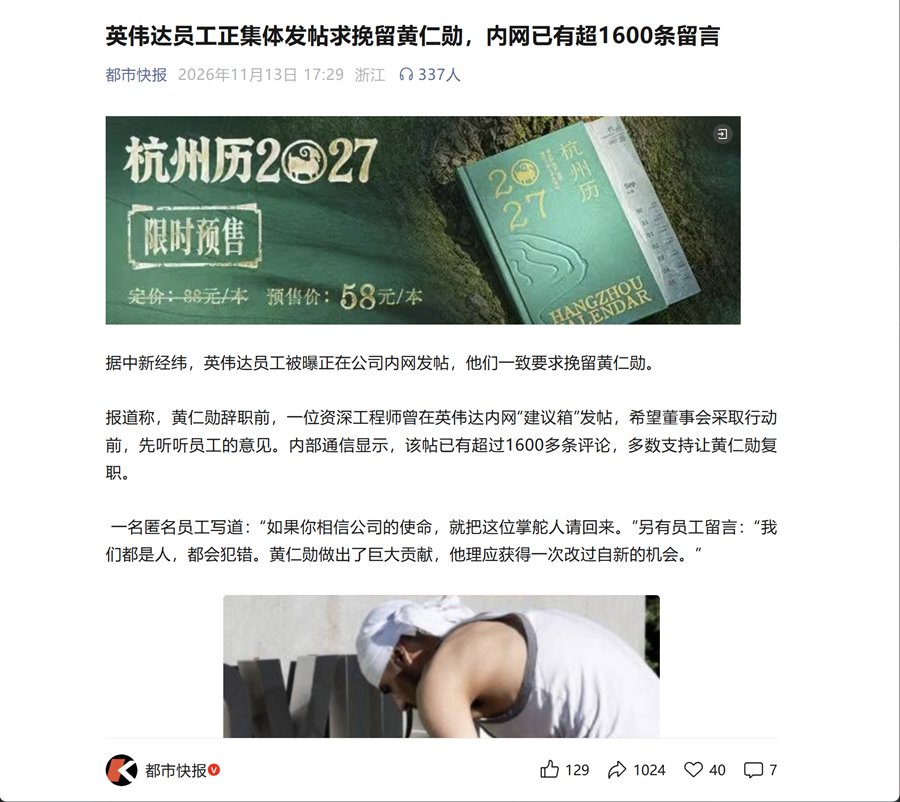 英伟达员工正集体发帖求挽留黄仁勋，内网已有超1600条留言
都市快报 2026年11月13日 17:29 浙江 337人
杭州历2027
限时预售
定价：88元/本 预售价：58元/本
2027
杭州历
HANGZHOU
CALENDAR
据中新经纬，英伟达员工被曝正在公司内网发帖，他们一致要求挽留黄仁勋。
报道称，黄仁勋辞职前，一位资深工程师曾在英伟达内网“建议箱”发帖，希望董事会采取行动
前，先听听员工的意见。内部通信显示，该帖已有超过1600多条评论，多数支持让黄仁勋复
职。
一名匿名员工写道：“如果你相信公司的使命，就把这位掌舵人请回来。”另有员工留言：“我
们都是人，都会犯错。黄仁勋做出了巨大贡献，他理应获得一次改过自新的机会。”
都市快报 129 1024 40 7